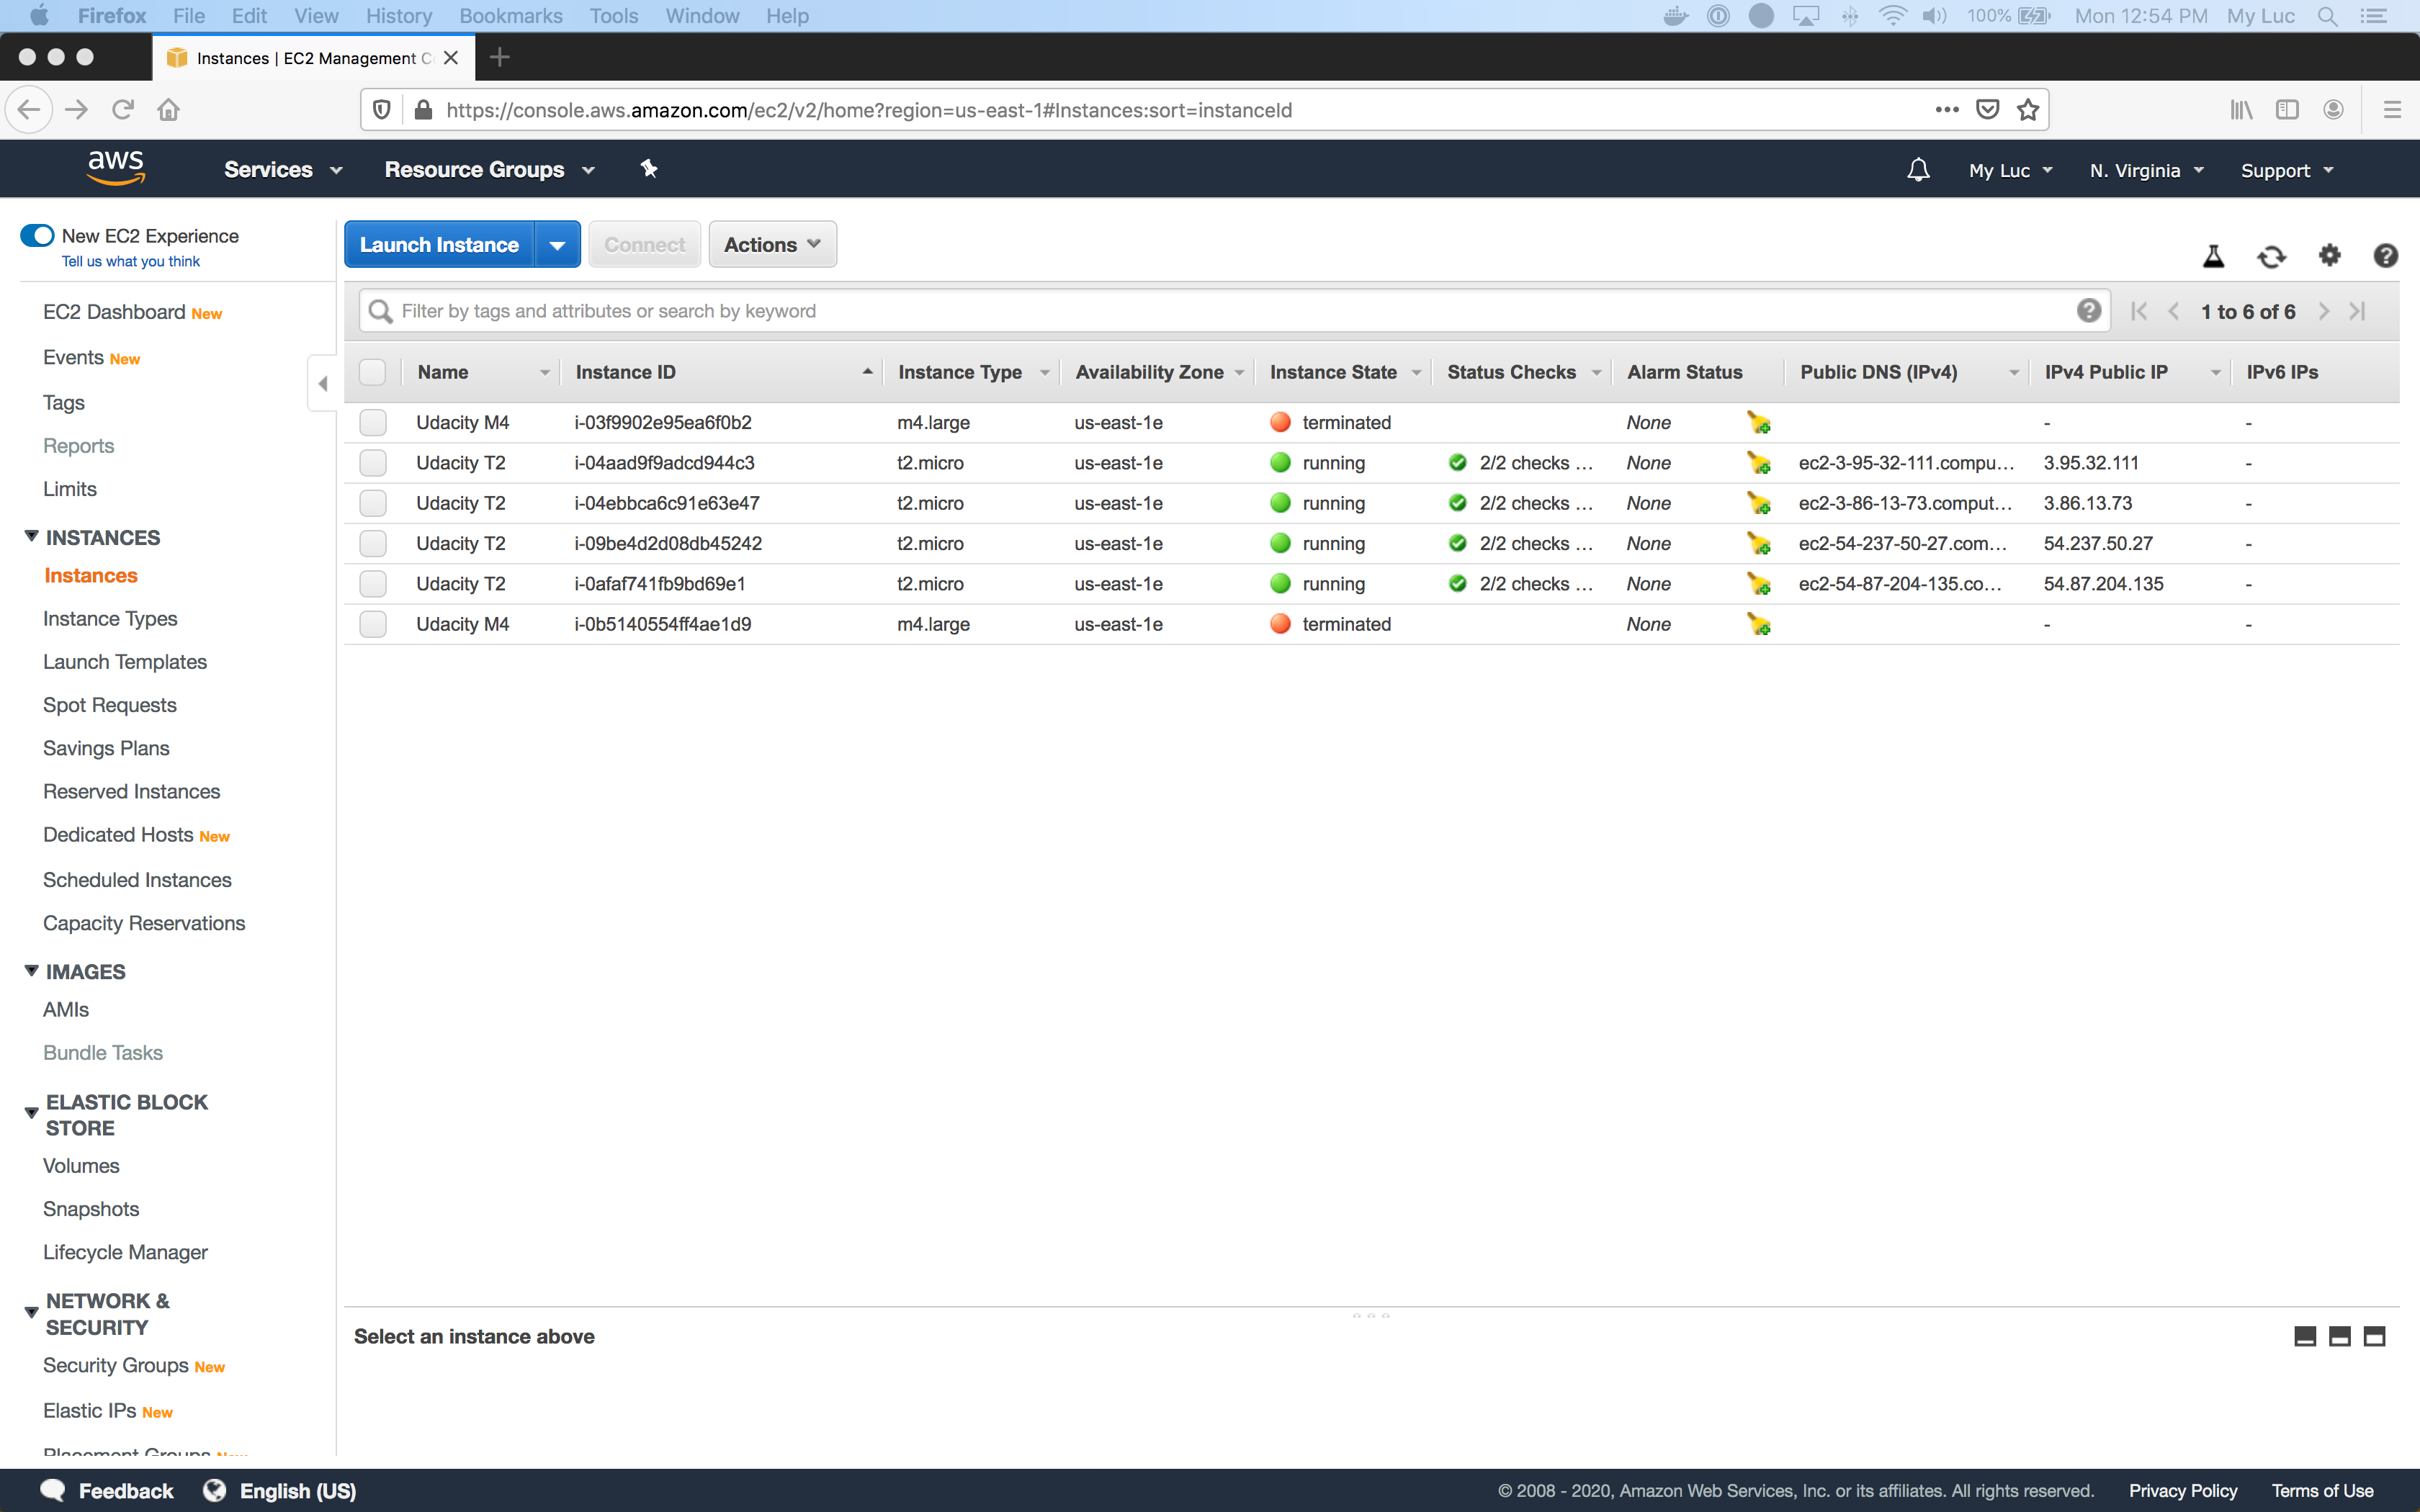 Firefox File Edit View History Bookmarks Tools Window Help 100% Mon 12:54 PM My Luc
Instances | EC2 Management C
https://console.aws.amazon.com/ec2/v2/home?region=us-east-1#Instances:sort=instanceId
aws Services Resource Groups My Luc N. Virginia Support
New EC2 Experience
Tell us what you think
EC2 Dashboard New
Events New
Tags
Reports
Limits
INSTANCES
Instances
Instance Types
Launch Templates
Spot Requests
Savings Plans
Reserved Instances
Dedicated Hosts New
Scheduled Instances
Capacity Reservations
IMAGES
AMIs
Bundle Tasks
ELASTIC BLOCK
STORE
Volumes
Snapshots
Lifecycle Manager
NETWORK &
SECURITY
Security Groups New
Elastic IPs New
Placement Groups New
Launch Instance Connect Actions
Filter by tags and attributes or search by keyword 1 to 6 of 6
Name Instance ID Instance Type Availability Zone Instance State Status Checks Alarm Status Public DNS (IPv4) IPv4 Public IP IPv6 IPs
Udacity M4 i-03f9902e95ea6f0b2 m4.large us-east-1e terminated None - -
Udacity T2 i-04aad9f9adcd944c3 t2.micro us-east-1e running 2/2 checks ... None ec2-3-95-32-111.compu... 3.95.32.111 -
Udacity T2 i-04ebbca6c91e63e47 t2.micro us-east-1e running 2/2 checks ... None ec2-3-86-13-73.comput... 3.86.13.73 -
Udacity T2 i-09be4d2d08db45242 t2.micro us-east-1e running 2/2 checks ... None ec2-54-237-50-27.com... 54.237.50.27 -
Udacity T2 i-0afaf741fb9bd69e1 t2.micro us-east-1e running 2/2 checks ... None ec2-54-87-204-135.co... 54.87.204.135 -
Udacity M4 i-0b5140554ff4ae1d9 m4.large us-east-1e terminated None - -
Select an instance above
Feedback English (US) © 2008 - 2020, Amazon Web Services, Inc. or its affiliates. All rights reserved. Privacy Policy Terms of Use